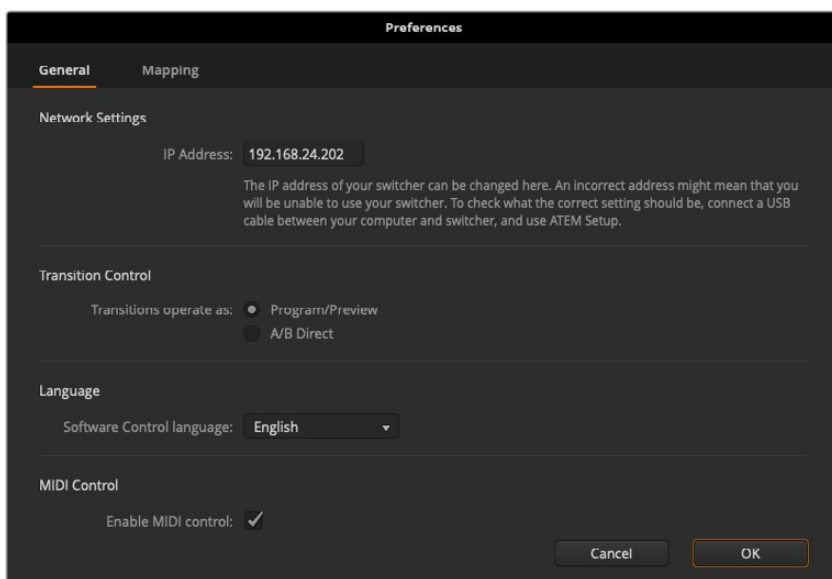 Preferences
General Mapping
Network Settings
IP Address: 192.168.24.202
The IP address of your switcher can be changed here. An incorrect address might mean that you
will be unable to use your switcher. To check what the correct setting should be, connect a USB
cable between your computer and switcher, and use ATEM Setup.
Transition Control
Transitions operate as: Program/Preview
A/B Direct
Language
Software Control language: English
MIDI Control
Enable MIDI control:
Cancel OK